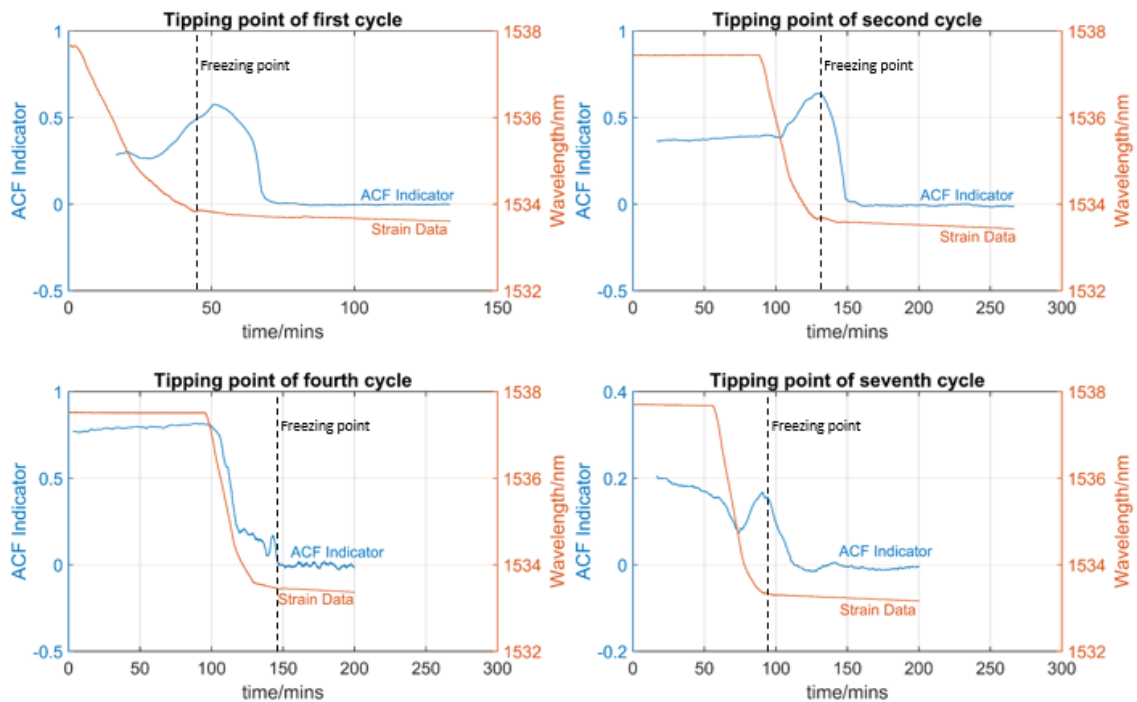 Tipping point of first cycle
1
0.5
0
-0.5
ACF Indicator
Freezing point
ACF Indicator
Strain Data
1538
1536
1534
1532
Wavelength/nm
0 50 100 150
time/mins
Tipping point of second cycle
1
0.5
0
-0.5
ACF Indicator
Freezing point
ACF Indicator
Strain Data
1538
1536
1534
1532
Wavelength/nm
0 50 100 150 200 250 300
time/mins
Tipping point of fourth cycle
1
0.5
0
-0.5
ACF Indicator
Freezing point
ACF Indicator
Strain Data
1538
1536
1534
1532
Wavelength/nm
0 50 100 150 200 250 300
time/mins
Tipping point of seventh cycle
0.4
0.2
0
-0.2
ACF Indicator
Freezing point
ACF Indicator
Strain Data
1538
1536
1534
1532
Wavelength/nm
0 50 100 150 200 250 300
time/mins